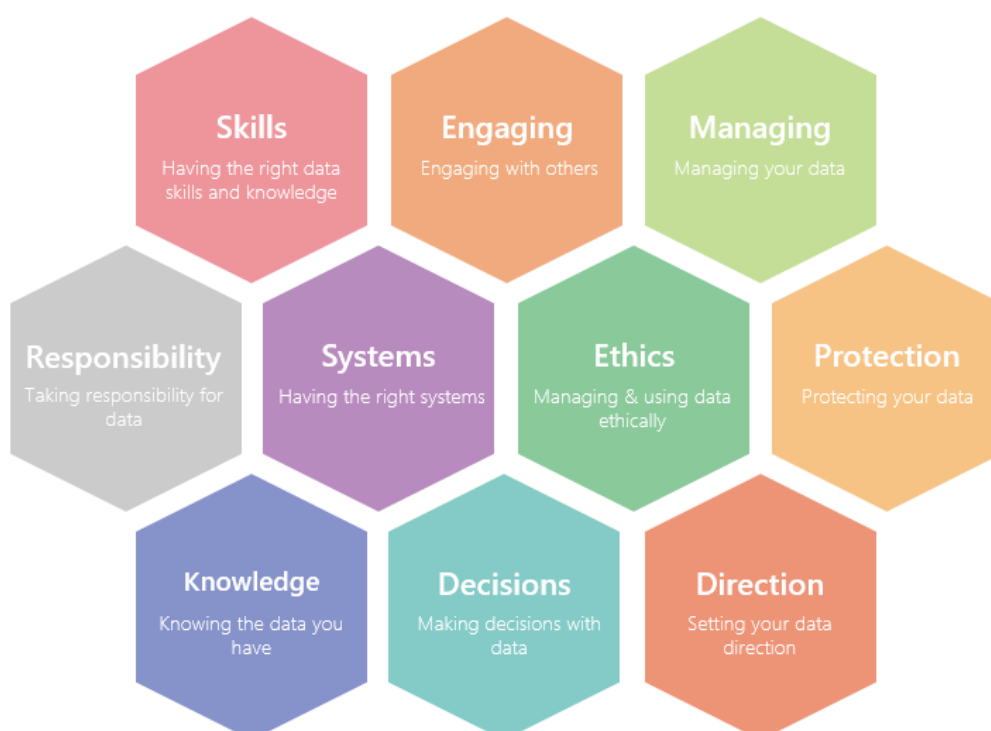 Skills
Having the right data
skills and knowledge
Engaging
Engaging with others
Managing
Managing your data
Responsibility
Taking responsibility for
data
Systems
Having the right systems
Ethics
Managing & using data
ethically
Protection
Protecting your data
Knowledge
Knowing the data you
have
Decisions
Making decisions with
data
Direction
Setting your data
direction